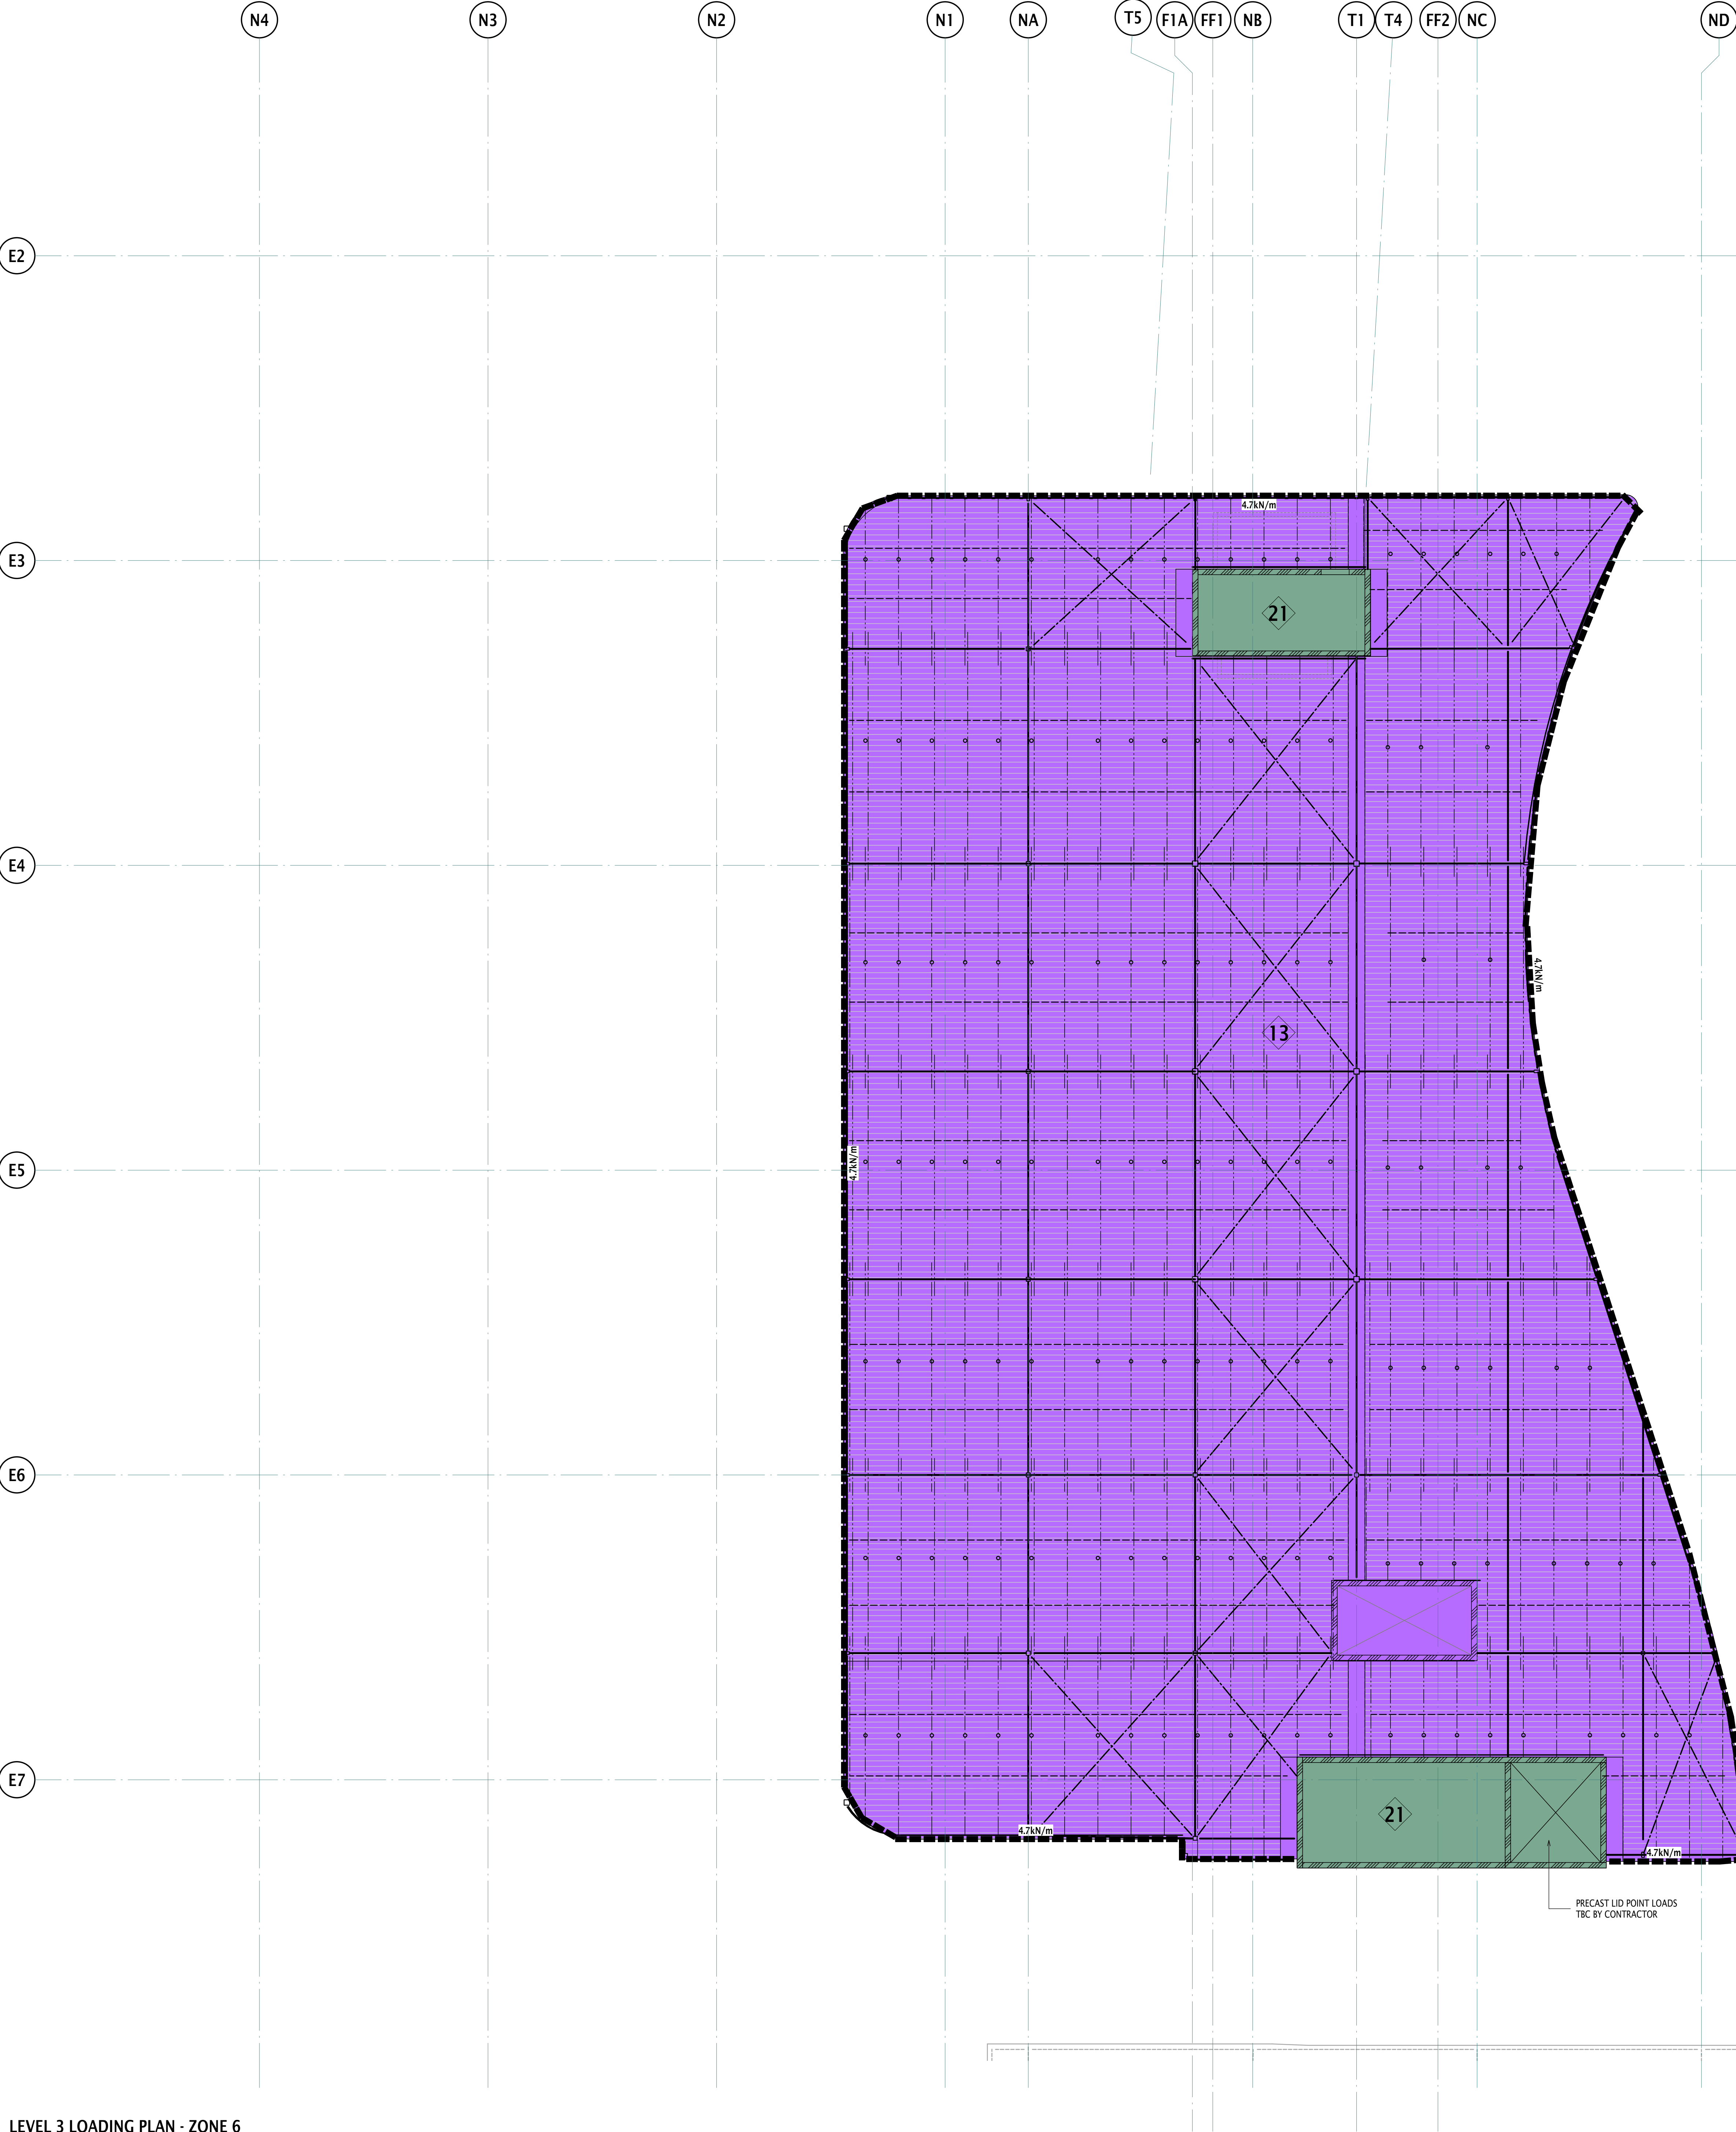 N4 N3 N2 N1 NA T5 F1A FF1 NB T1 T4 FF2 NC ND
E2
4.7kN/m
E3
21
E4
4.7kN/m
13
4.7kN/m
E5
E6
E7
21
4.7kN/m
4.7kN/m
PRECAST LID POINT LOADS
TBC BY CONTRACTOR
LEVEL 3 LOADING PLAN - ZONE 6